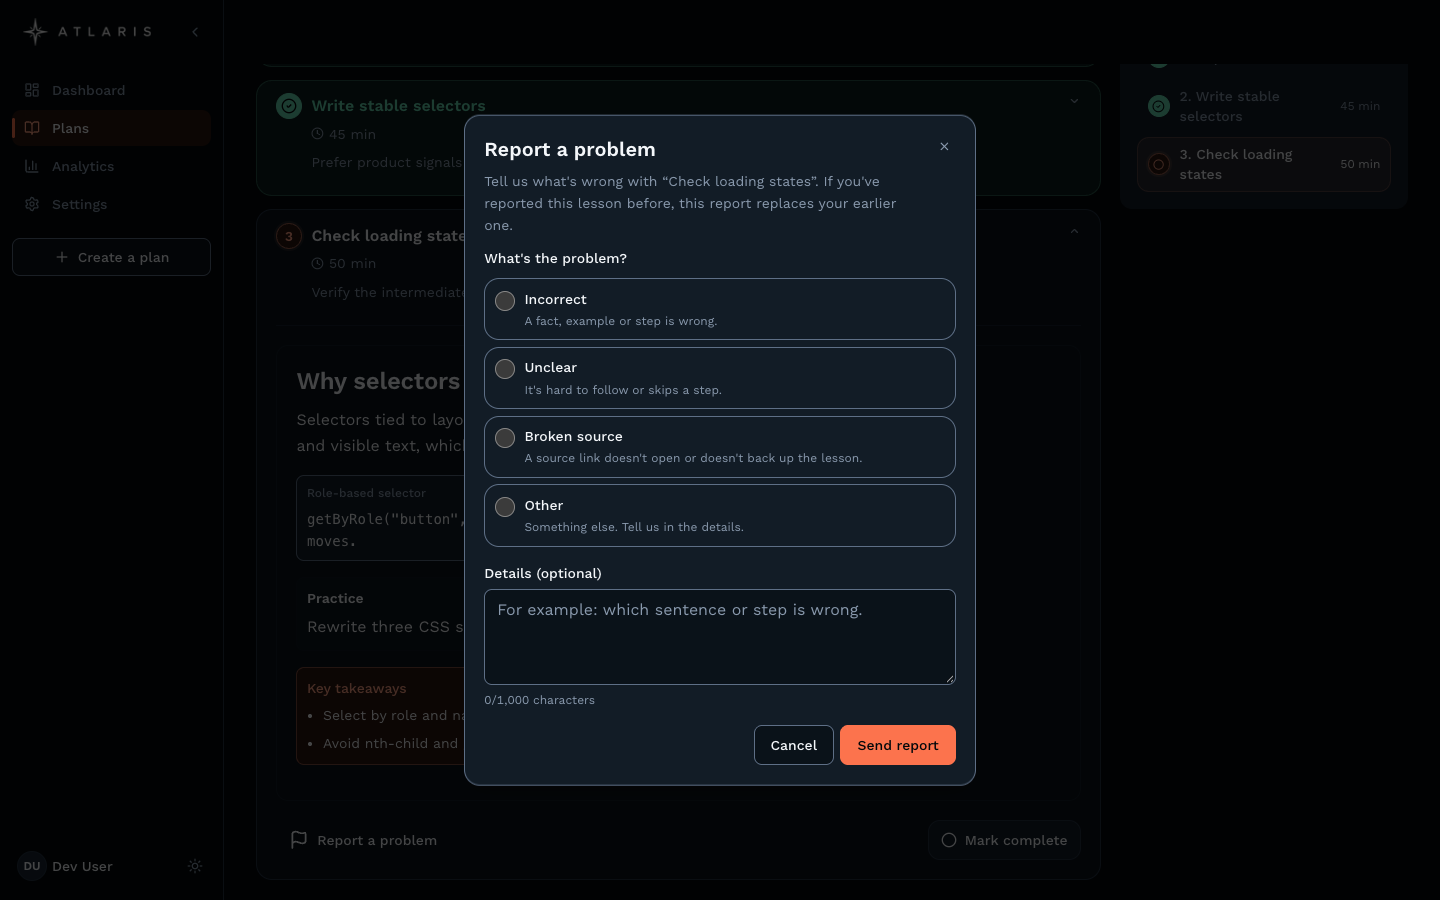 ATLARIS
Dashboard
Plans
Analytics
Settings
Create a plan
DU Dev User
Write stable selectors
45 min
Prefer product signals
3 Check loading state
50 min
Verify the intermediate
Why selectors
Selectors tied to layo
and visible text, which
Role-based selector
getByRole("button",
moves.
Practice
Rewrite three CSS s
Key takeaways
• Select by role and na
• Avoid nth-child and
Report a problem
Mark complete
2. Write stable
selectors
45 min
3. Check loading
states
50 min
Report a problem
Tell us what's wrong with “Check loading states”. If you've
reported this lesson before, this report replaces your earlier
one.
What's the problem?
Incorrect
A fact, example or step is wrong.
Unclear
It's hard to follow or skips a step.
Broken source
A source link doesn't open or doesn't back up the lesson.
Other
Something else. Tell us in the details.
Details (optional)
For example: which sentence or step is wrong.
0/1,000 characters
Cancel
Send report